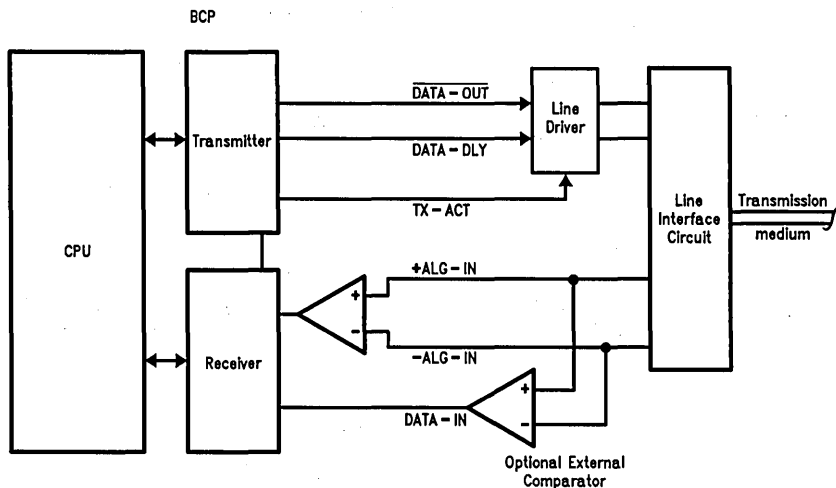 BCP
DATA-OUT
Line
Driver
Transmitter
DATA-DLY
TX-ACT
Line
Interface
Circuit
Transmission
medium
CPU
+ALG-IN
+
-
-ALG-IN
Receiver
+
-
DATA-IN
Optional External
Comparator